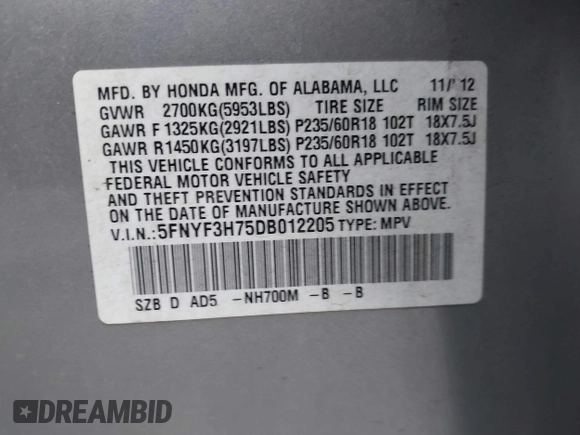 MFD. BY HONDA MFG. OF ALABAMA, LLC 11/'12
GVWR 2700KG(5953LBS) TIRE SIZE RIM SIZE
GAWR F 1325KG(2921LBS) P235/60R18 102T 18X7.5J
GAWR R1450KG(3197LBS) P235/60R18 102T 18X7.5J
THIS VEHICLE CONFORMS TO ALL APPLICABLE
FEDERAL MOTOR VEHICLE SAFETY
AND THEFT PREVENTION STANDARDS IN EFFECT
ON THE DATE OF MANUFACTURE SHOWN ABOVE.
V.I.N.:5FNYF3H75DB012205 TYPE: MPV
SZB D AD5 -NH700M -B -B
DREAMBID